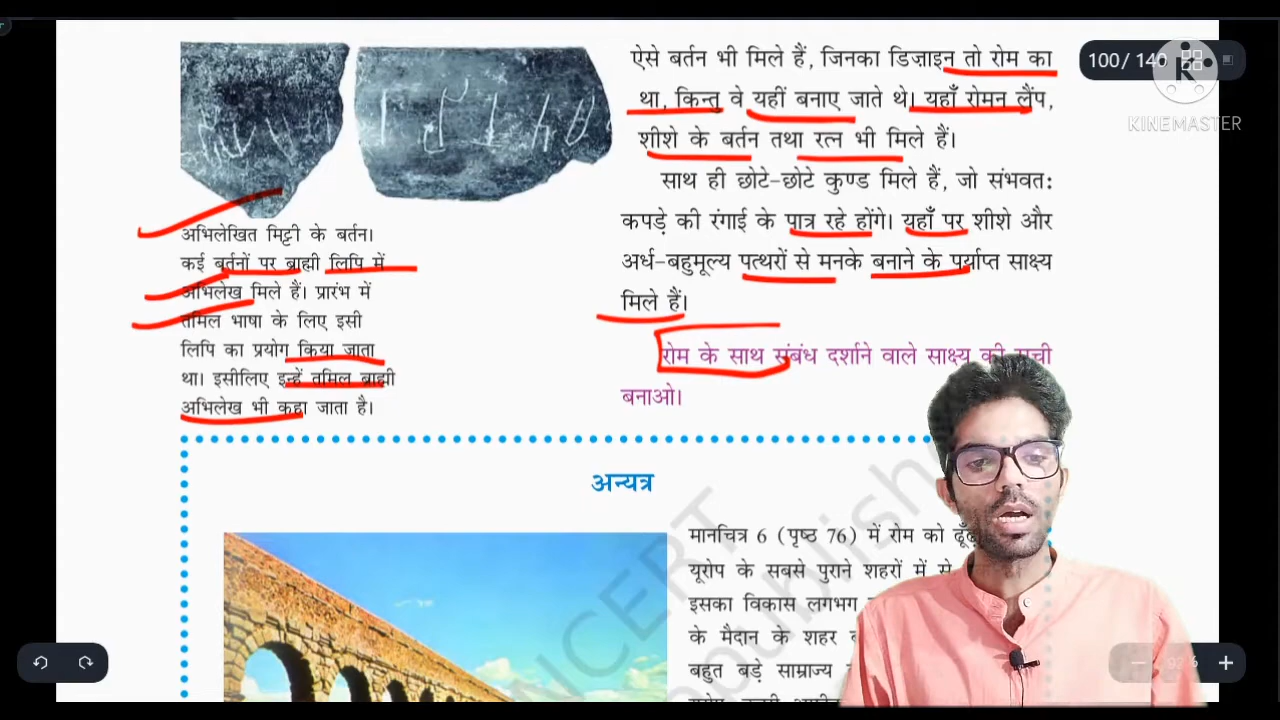 ऐसे बर्तन भी मिले हैं, जिनका डिज़ाइन तो रोम का
था, किन्तु वे यहीं बनाए जाते थे। यहाँ रोमन लैंप,
शीशे के बर्तन तथा रत्न भी मिले हैं।
साथ ही छोटे-छोटे कुण्ड मिले हैं, जो संभवतः
कपड़े की रंगाई के पात्र रहे होंगे। यहाँ पर शीशे और
अर्ध-बहुमूल्य पत्थरों से मनके बनाने के पर्याप्त साक्ष्य
मिले हैं।
रोम के साथ संबंध दर्शाने वाले साक्ष्य की सूची
बनाओ।
100/ 140
KINEMASTER
अभिलेखित मिट्टी के बर्तन।
कई बर्तनों पर ब्राह्मी लिपि में
अभिलेख मिले हैं। प्रारंभ में
तमिल भाषा के लिए इसी
लिपि का प्रयोग किया जाता
था। इसीलिए इन्हें तमिल ब्राह्मी
अभिलेख भी कहा जाता है।
अन्यत्र
मानचित्र 6 (पृष्ठ 76) में रोम को
यूरोप के सबसे पुराने शहरों में से
इसका विकास लगभग
के मैदान के शहर
बहुत बड़े साम्राज्य
NCERT
92 %